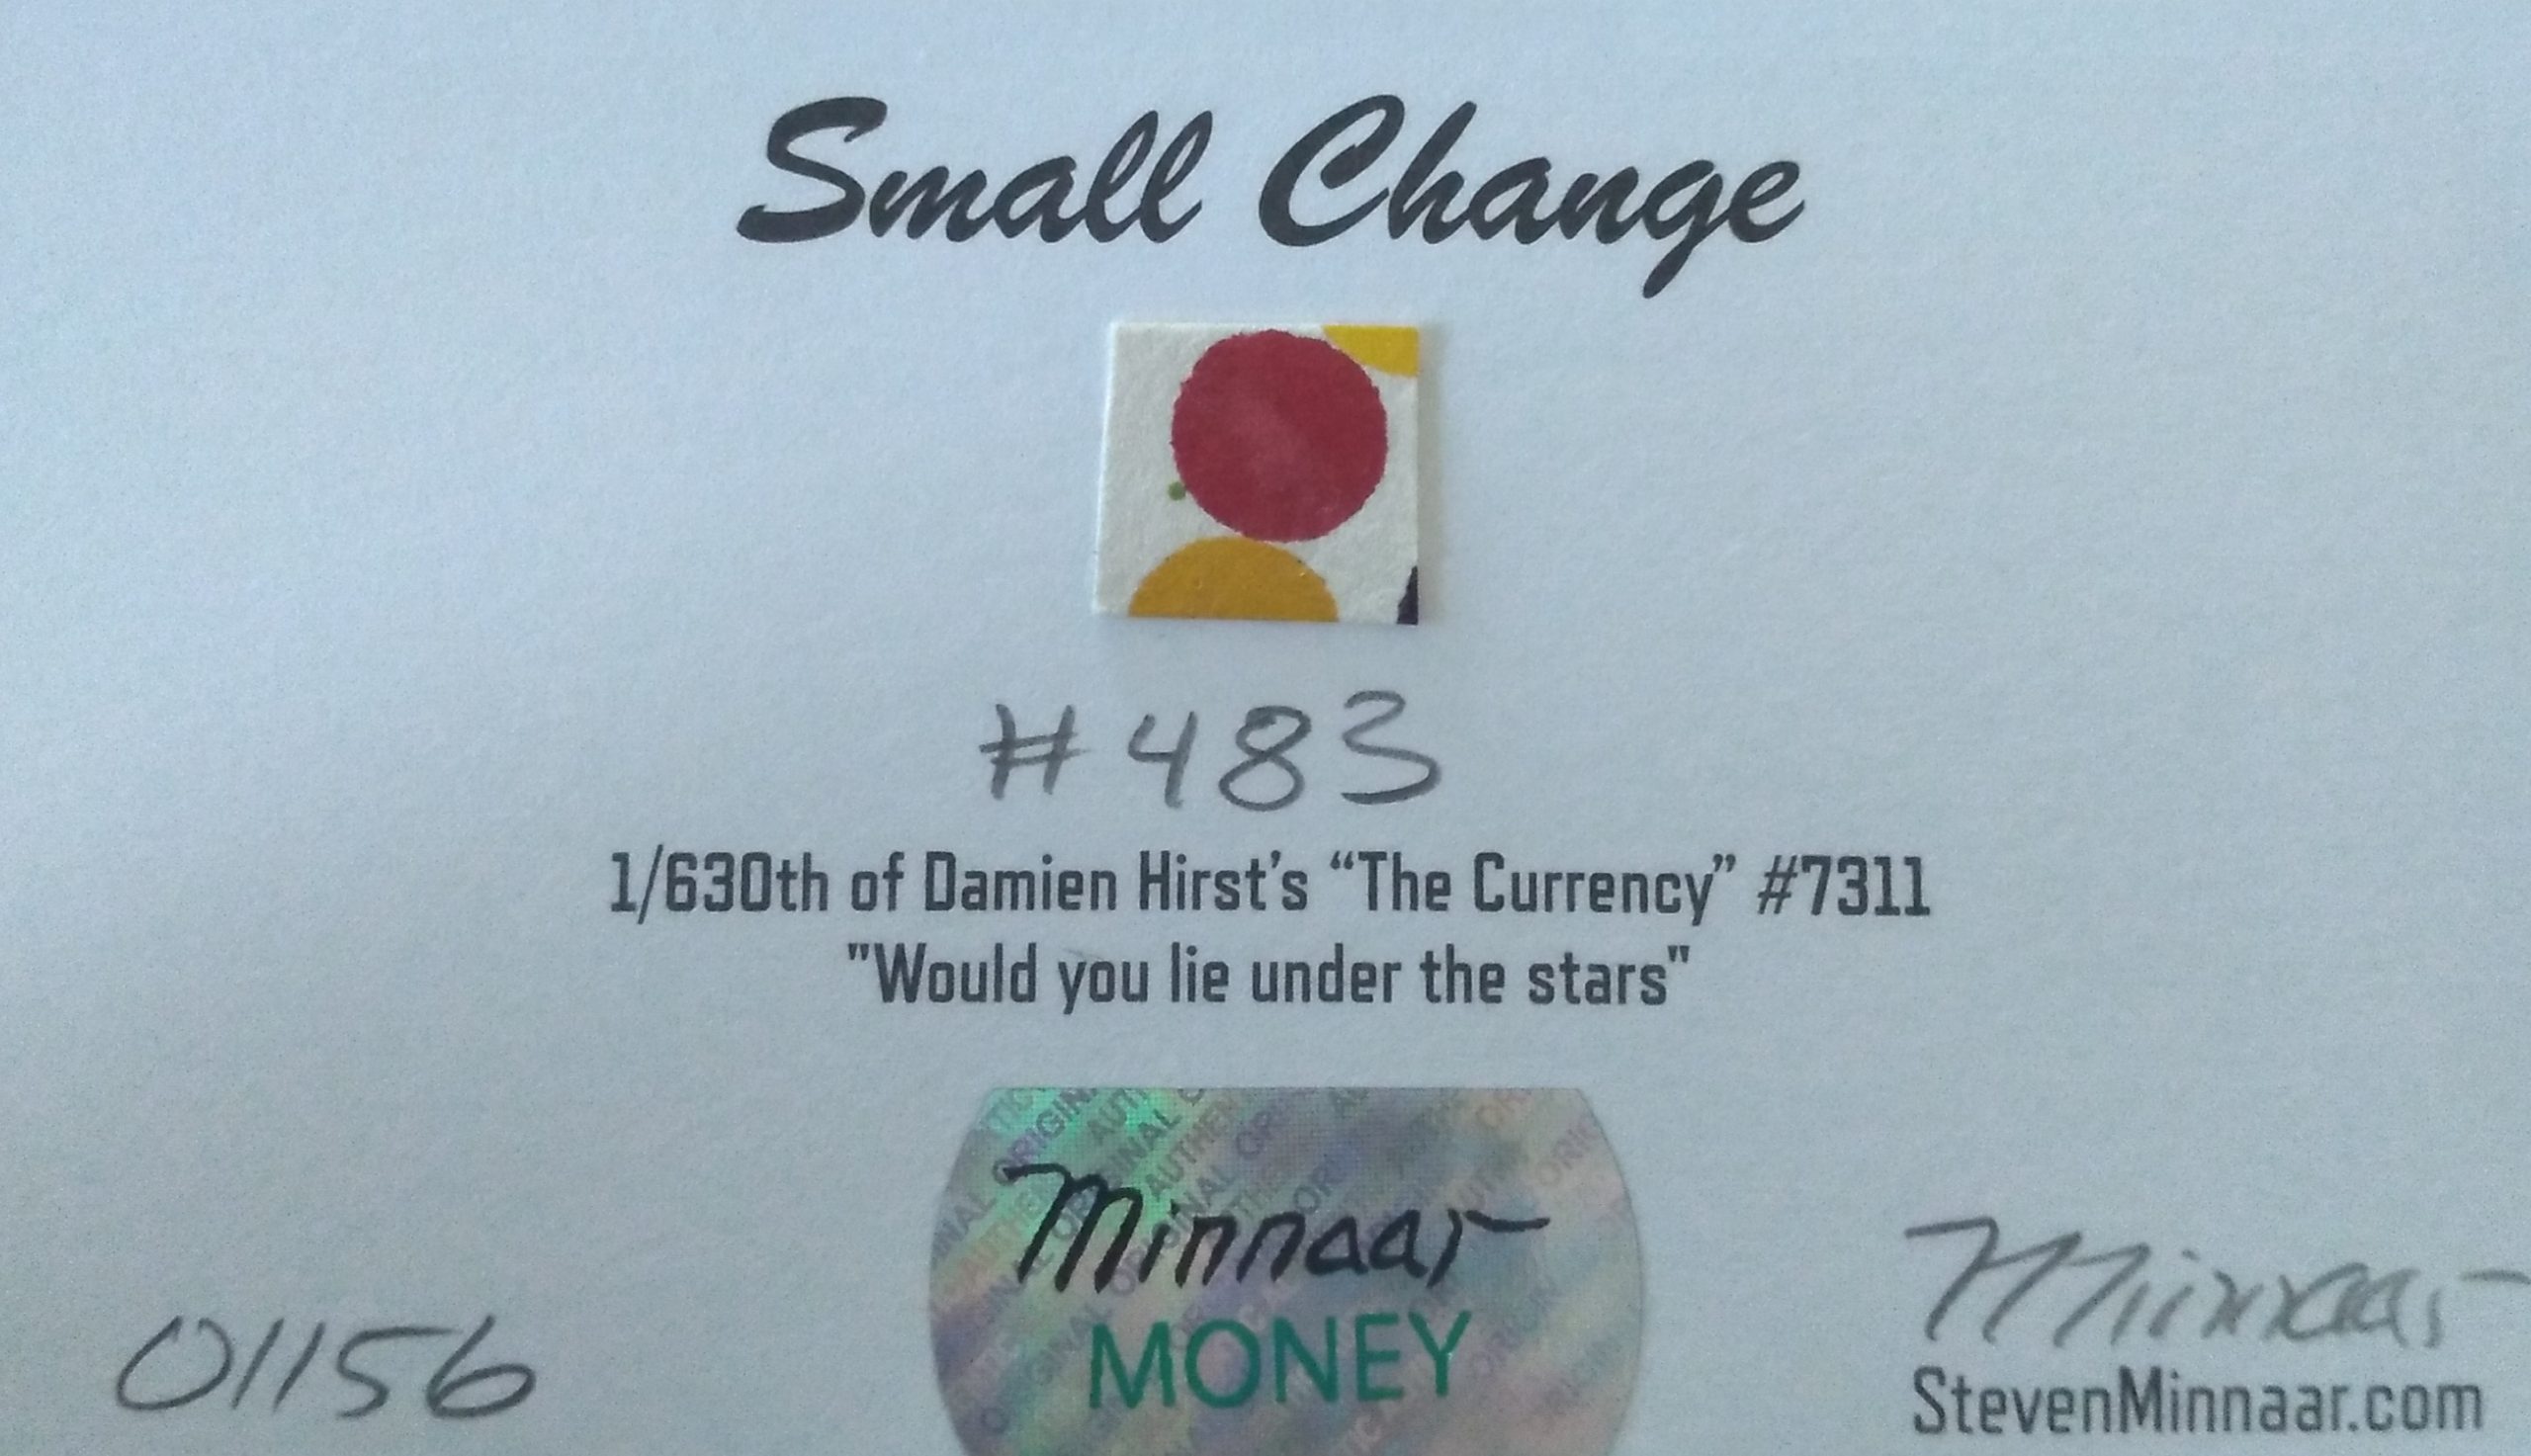 Small Change
#483
1/630th of Damien Hirst’s “The Currency” #7311
"Would you lie under the stars"
Minnaar
MONEY
01156
Minnaar
StevenMinnaar.com